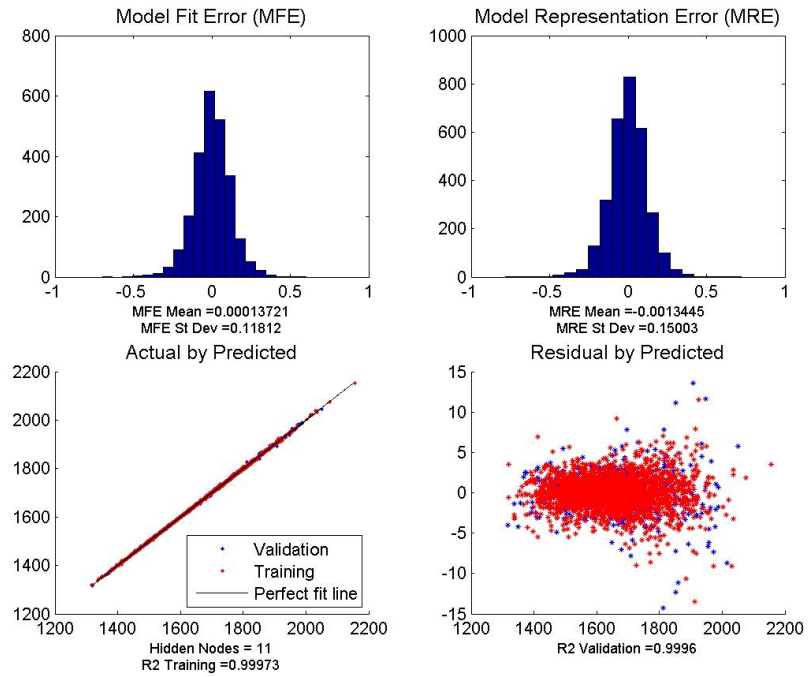 Model Fit Error (MFE)
800
600
400
200
0
-1 -0.5 0 0.5 1
MFE Mean =0.00013721
MFE St Dev =0.11812
Model Representation Error (MRE)
1000
800
600
400
200
0
-1 -0.5 0 0.5 1
MRE Mean =-0.0013445
MRE St Dev =0.15003
Actual by Predicted
2200
2000
1800
1600
1400
1200
Validation
Training
Perfect fit line
1200 1400 1600 1800 2000 2200
Hidden Nodes = 11
R2 Training =0.99973
Residual by Predicted
15
10
5
0
-5
-10
-15
1200 1400 1600 1800 2000 2200
R2 Validation =0.9996